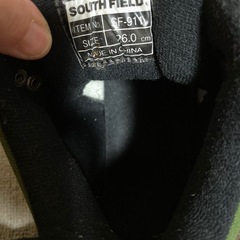 SOUTH FIELD
ITEM NO. SF-911
SIZE 26.0 cm
MADE IN CHINA